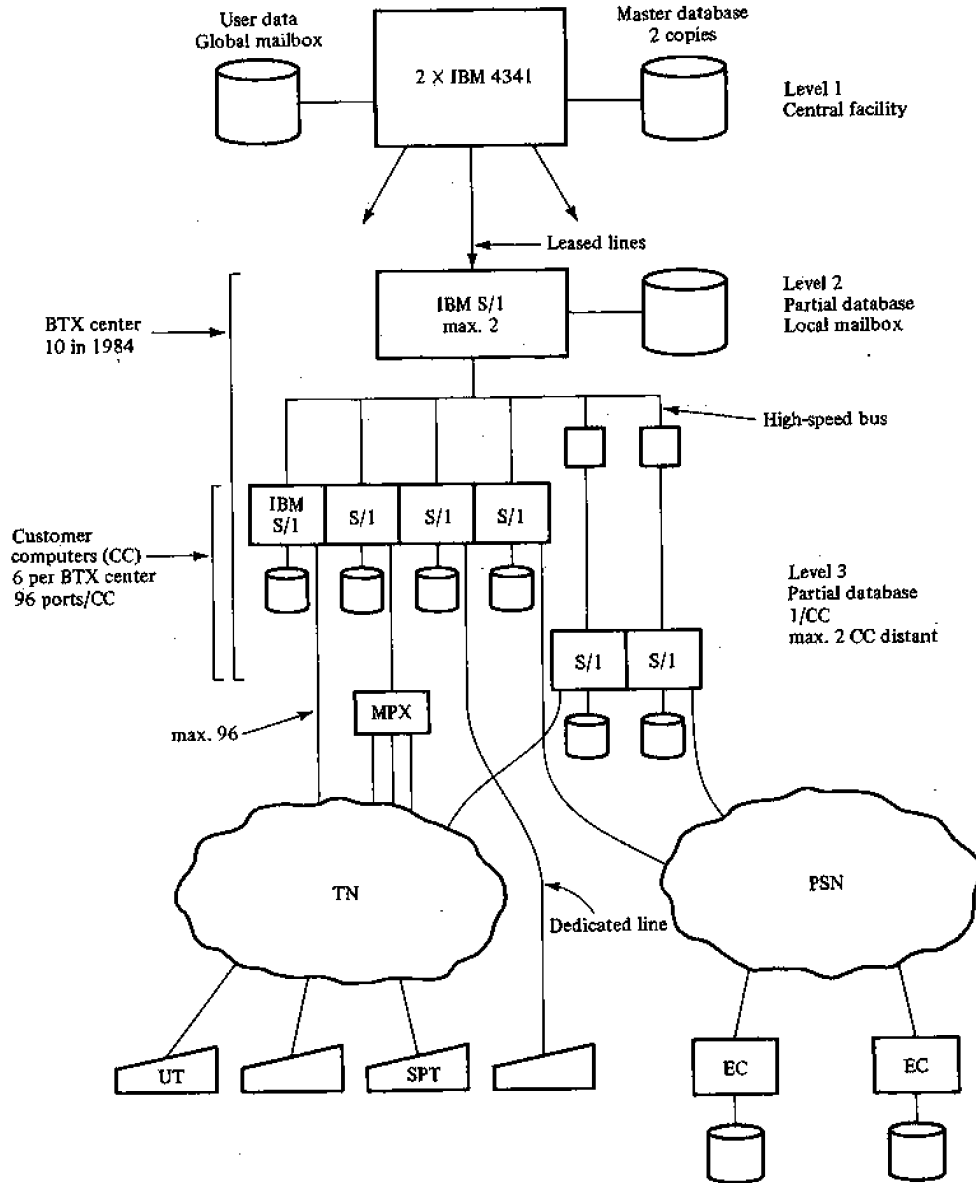 User data
Global mailbox
2 X IBM 4341
Master database
2 copies
Level 1
Central facility
Leased lines
IBM S/1
max. 2
Level 2
Partial database
Local mailbox
BTX center
10 in 1984
High-speed bus
IBM
S/1
S/1
S/1
S/1
Customer
computers (CC)
6 per BTX center
96 ports/CC
Level 3
Partial database
1/CC
max. 2 CC distant
S/1
S/1
MPX
max. 96
TN
PSN
Dedicated line
UT
SPT
EC
EC